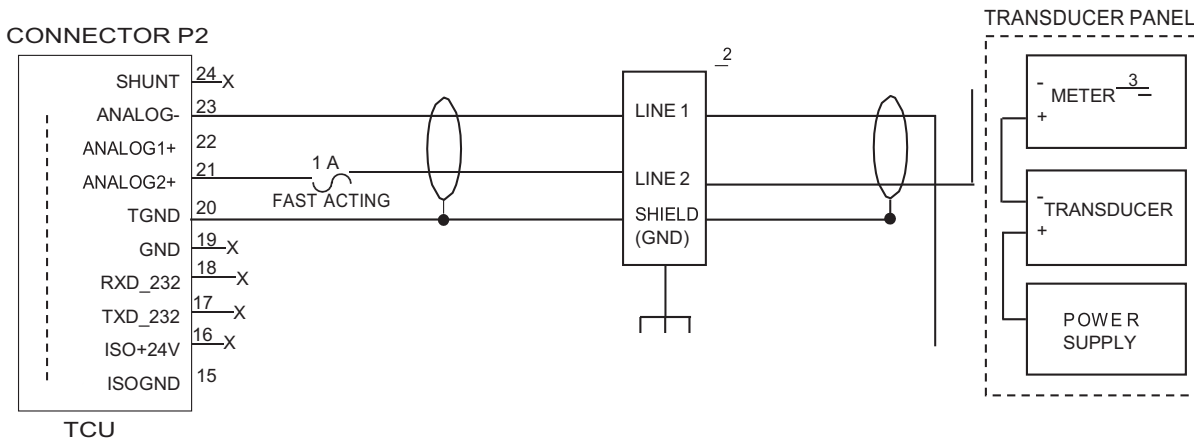 TRANSDUCER PANEL
CONNECTOR P2
_2
SHUNT 24 X
ANALOG- 23
ANALOG1+ 22
ANALOG2+ 21
TGND 20
GND 19 X
RXD_232 18 X
TXD_232 17 X
ISO+24V 16 X
ISOGND 15
TCU
1 A
FAST ACTING
LINE 1
LINE 2
SHIELD
(GND)
-
METER 3
+
-
TRANSDUCER
+
POWER
SUPPLY